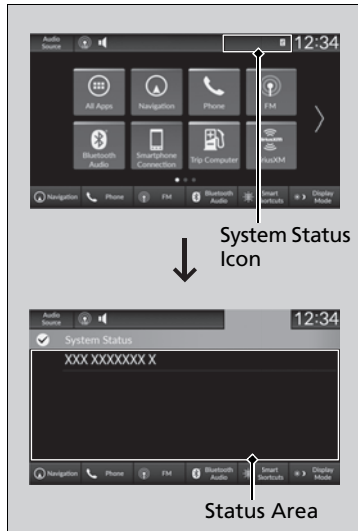 Audio Source 12:34
All Apps Navigation Phone FM
Bluetooth Audio Smartphone Connection Trip Computer SiriusXM
Navigation Phone FM Bluetooth Audio Smart Shortcuts Display Mode
System Status Icon
Audio Source 12:34
System Status
XXX XXXXXXX X
Navigation Phone FM Bluetooth Audio Smart Shortcuts Display Mode
Status Area